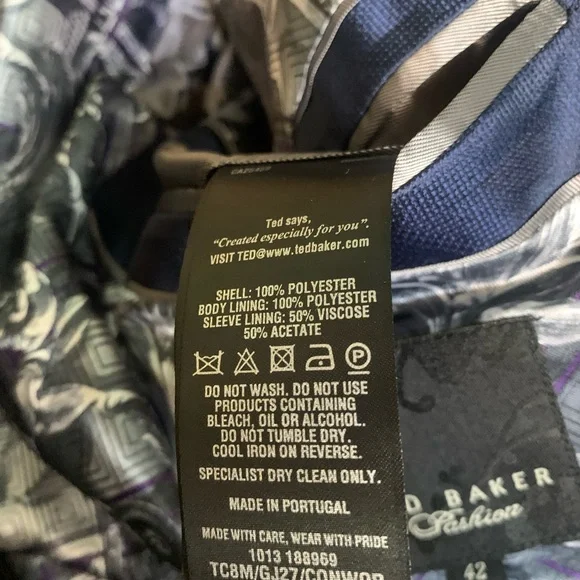 Ted says,
"Created especially for you".
VISIT TED@www.tedbaker.com
SHELL: 100% POLYESTER
BODY LINING: 100% POLYESTER
SLEEVE LINING: 50% VISCOSE
50% ACETATE
P
DO NOT WASH. DO NOT USE
PRODUCTS CONTAINING
BLEACH, OIL OR ALCOHOL.
DO NOT TUMBLE DRY.
COOL IRON ON REVERSE.
SPECIALIST DRY CLEAN ONLY.
MADE IN PORTUGAL
MADE WITH CARE, WEAR WITH PRIDE
1013 188969
TC8M/GJ27/CONWOR
D BAKER
Fashion
42